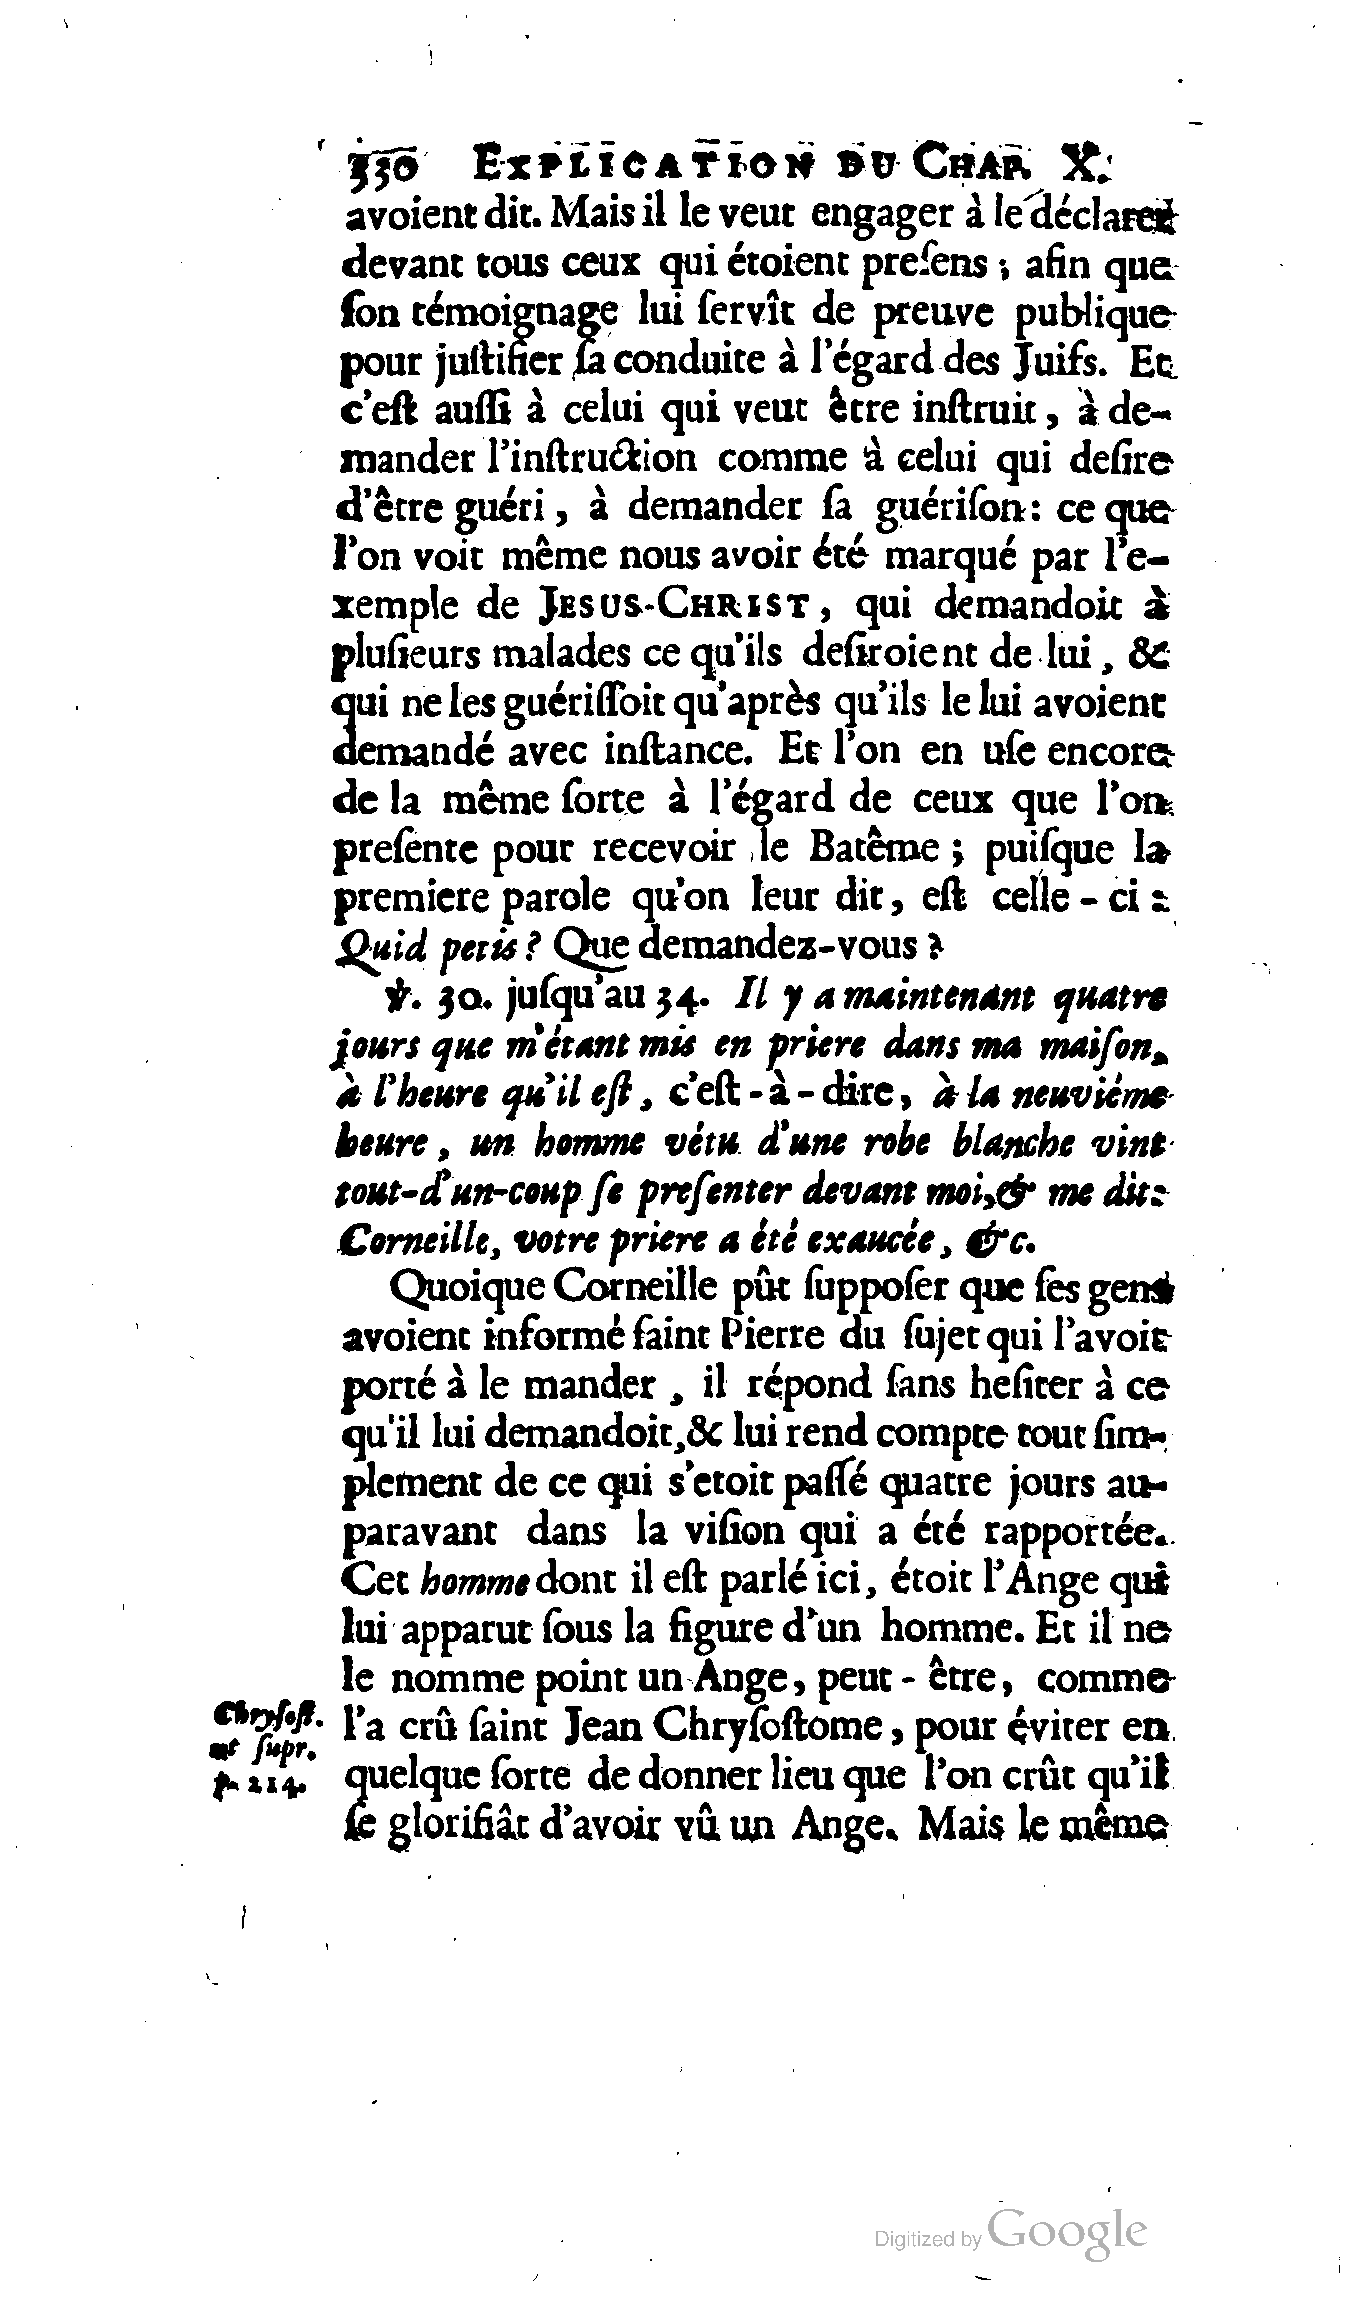 330 EXPLICATION DU CHAP. X.
avoient dit. Mais il le veut engager à le déclarer
devant tous ceux qui étoient preſens ; afin que
ſon témoignage lui ſervît de preuve publique
pour juſtifier ſa conduite à l'égard des Juifs. Et
c'eſt auſſi à celui qui veut être inſtruit, à de-
mander l'inſtruction comme à celui qui deſire
d'être guéri, à demander ſa guériſon : ce que
l'on voit même nous avoir été marqué par l'e-
xemple de JESUS-CHRIST, qui demandoit à
pluſieurs malades ce qu'ils deſiroient de lui, &
qui ne les guériſſoit qu'après qu'ils le lui avoient
demandé avec inſtance. Et l'on en uſe encore
de la même ſorte à l'égard de ceux que l'on
preſente pour recevoir le Batême ; puiſque la
premiere parole qu'on leur dit, eſt celle-ci :
Quid petis ? Que demandez-vous ?
℣. 30. juſqu'au 34. Il y a maintenant quatre
jours que m'étant mis en priere dans ma maiſon,
à l'heure qu'il eſt, c'eſt-à-dire, à la neuviéme
heure, un homme vétu d'une robe blanche vint
tout-d'un-coup ſe preſenter devant moi, & me dit :
Corneille, votre priere a été exaucée, &c.
Quoique Corneille pût ſuppoſer que ſes gens
avoient informé ſaint Pierre du ſujet qui l'avoit
porté à le mander, il répond ſans heſiter à ce
qu'il lui demandoit, & lui rend compte tout ſim-
plement de ce qui s'etoit paſſé quatre jours au-
paravant dans la viſion qui a été rapportée.
Cet homme dont il eſt parlé ici, étoit l'Ange qui
lui apparut ſous la figure d'un homme. Et il ne
le nomme point un Ange, peut-être, comme
l'a crû ſaint Jean Chryſoſtome, pour éviter en
quelque ſorte de donner lieu que l'on crût qu'il
ſe glorifiât d'avoir vû un Ange. Mais le même
Chryſoſt.
ut ſupr.
p. 214.
Digitized by Google